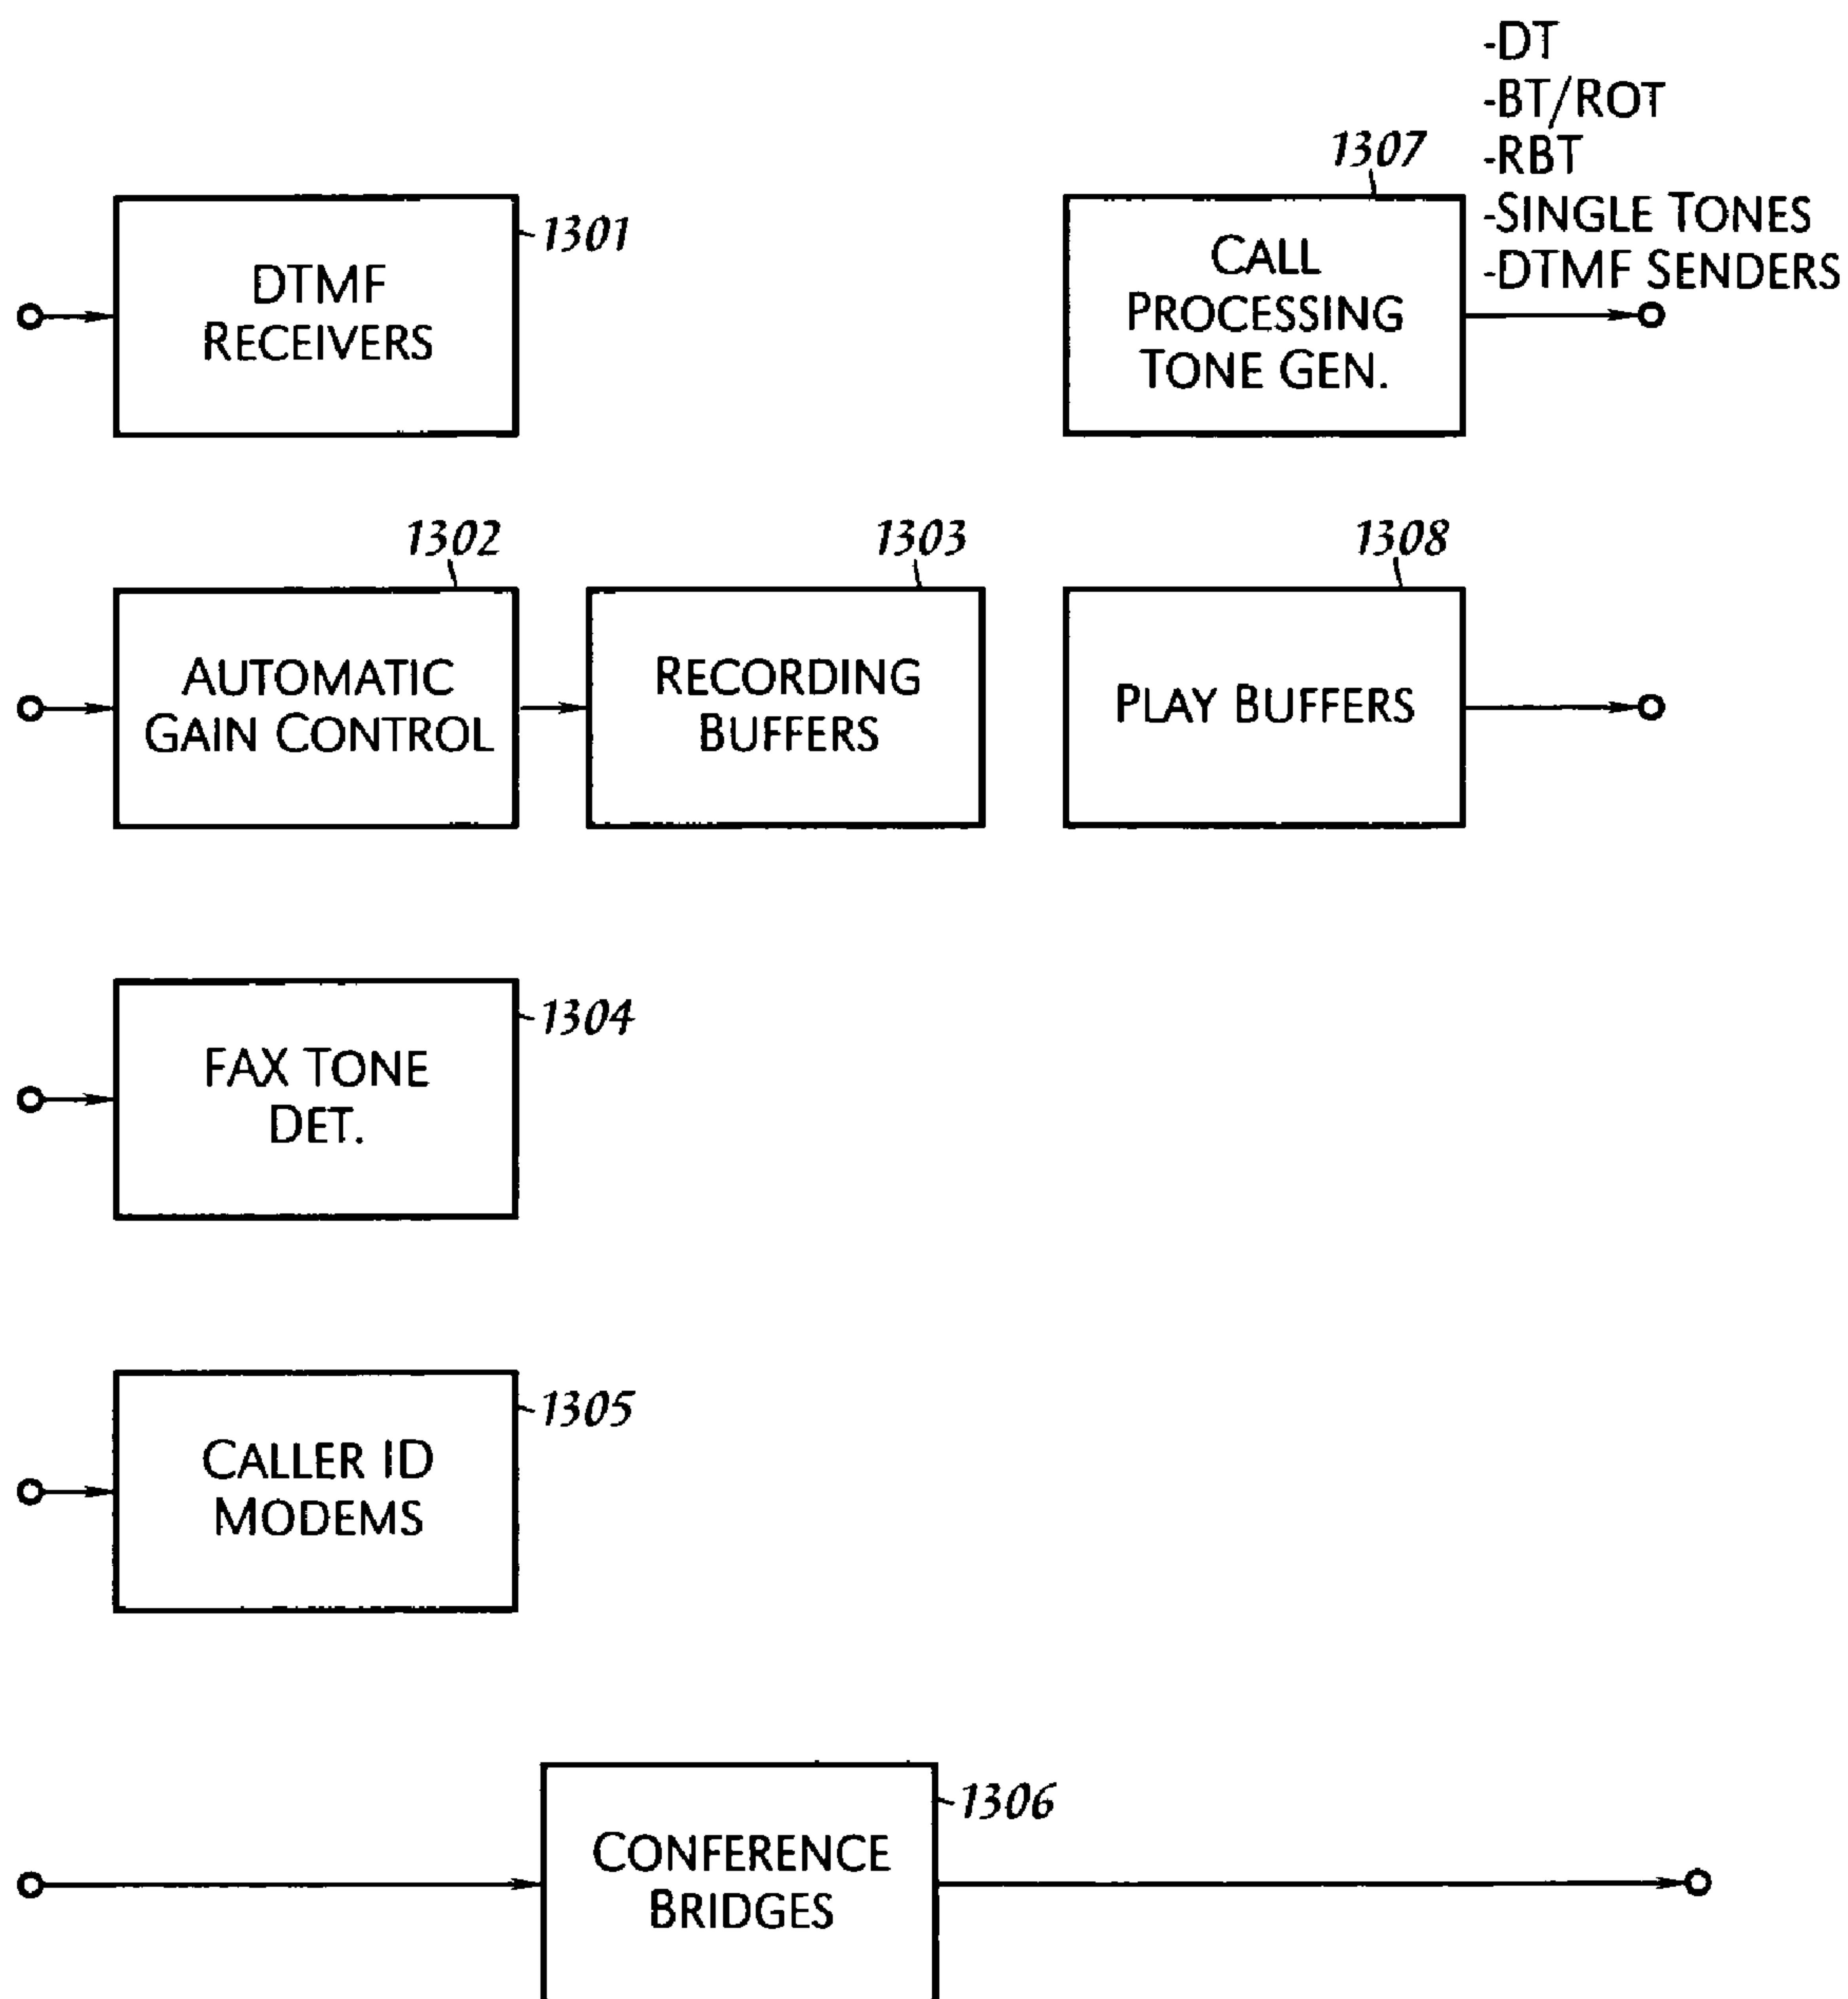 -DT
-BT/ROT
-RBT
-SINGLE TONES
-DTMF SENDERS
1307
1301
DTMF
RECEIVERS
CALL
PROCESSING
TONE GEN.
1302
1303
1308
AUTOMATIC
GAIN CONTROL
RECORDING
BUFFERS
PLAY BUFFERS
1304
FAX TONE
DET.
1305
CALLER ID
MODEMS
1306
CONFERENCE
BRIDGES